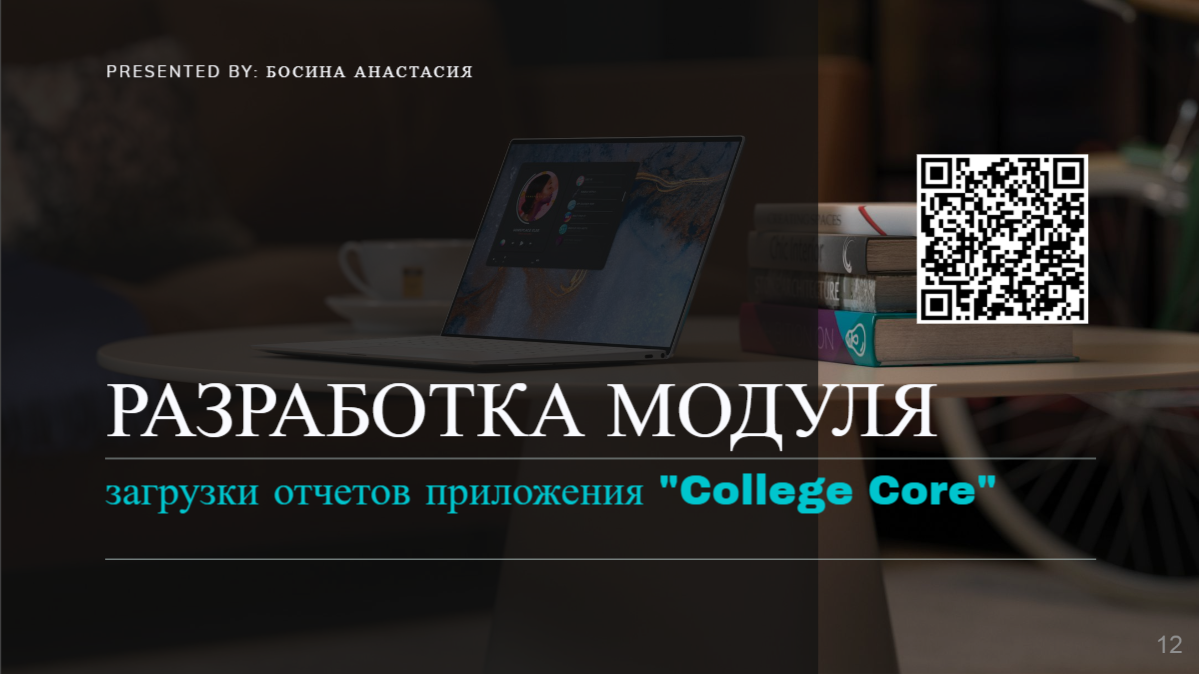 PRESENTED BY: БОСИНА АНАСТАСИЯ
РАЗРАБОТКА МОДУЛЯ
загрузки отчетов приложения "College Core"
12